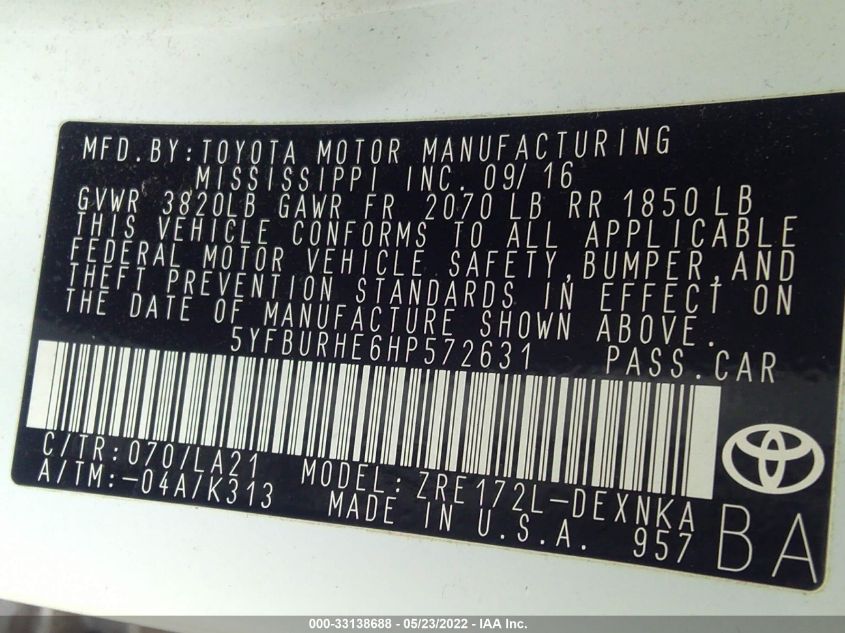 MFD. BY: TOYOTA MOTOR MANUFACTURING
MISSISSIPPI INC. 09/16
GVWR 3820LB GAWR FR 2070 LB RR 1850 LB
THIS VEHICLE CONFORMS TO ALL APPLICABLE
FEDERAL MOTOR VEHICLE SAFETY, BUMPER, AND
THEFT PREVENTION STANDARDS IN EFFECT ON
THE DATE OF MANUFACTURE SHOWN ABOVE.
5YFBURHE6HP572631 PASS. CAR
C/TR: 070/LA21 MODEL: ZRE172L-DEXNKA
A/TM: -04A/K313 MADE IN U.S.A. 957 BA
000-33138688 - 05/23/2022 - IAA Inc.